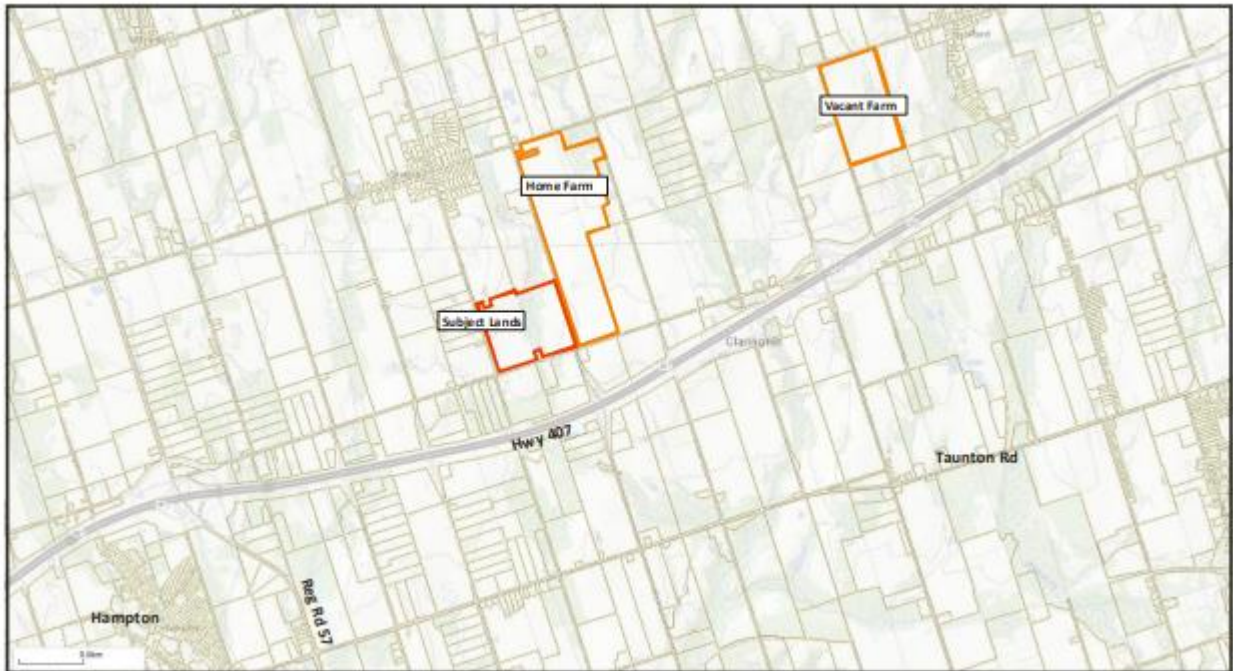 Vacant Farm
Home Farm
Subject Lands
Hwy 407
Taunton Rd
Reg Rd 57
Hampton